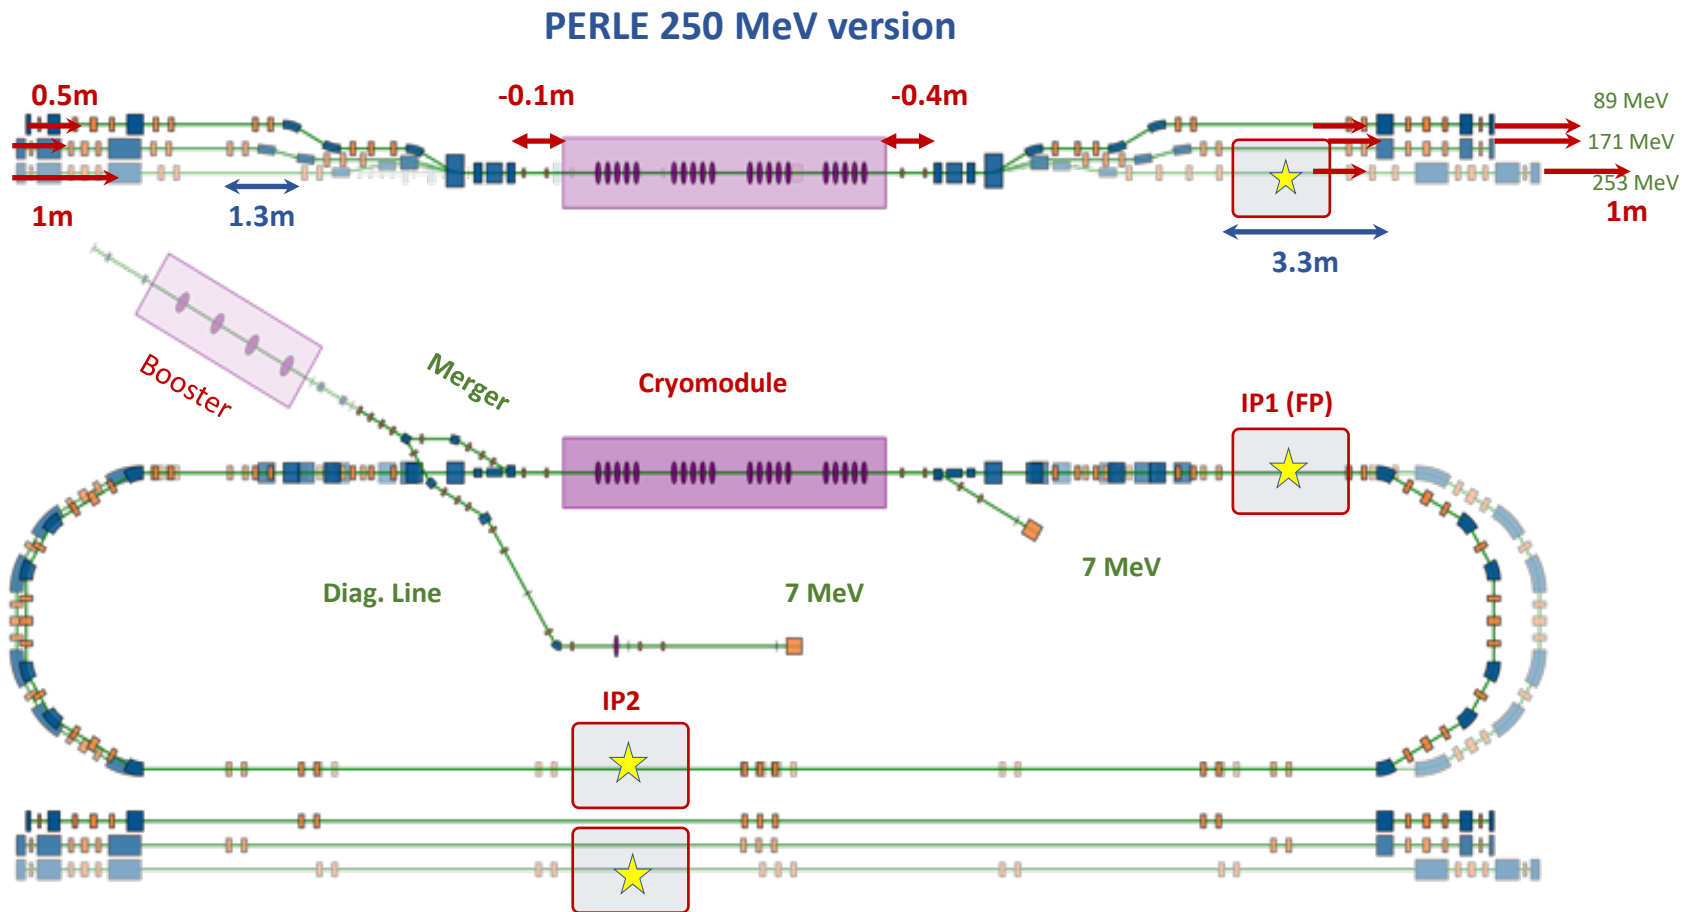 PERLE 250 MeV version
0.5m
-0.1m
-0.4m
89 MeV
171 MeV
253 MeV
1m
1.3m
1m
3.3m
Booster
Merger
Cryomodule
IP1 (FP)
Diag. Line
7 MeV
7 MeV
IP2